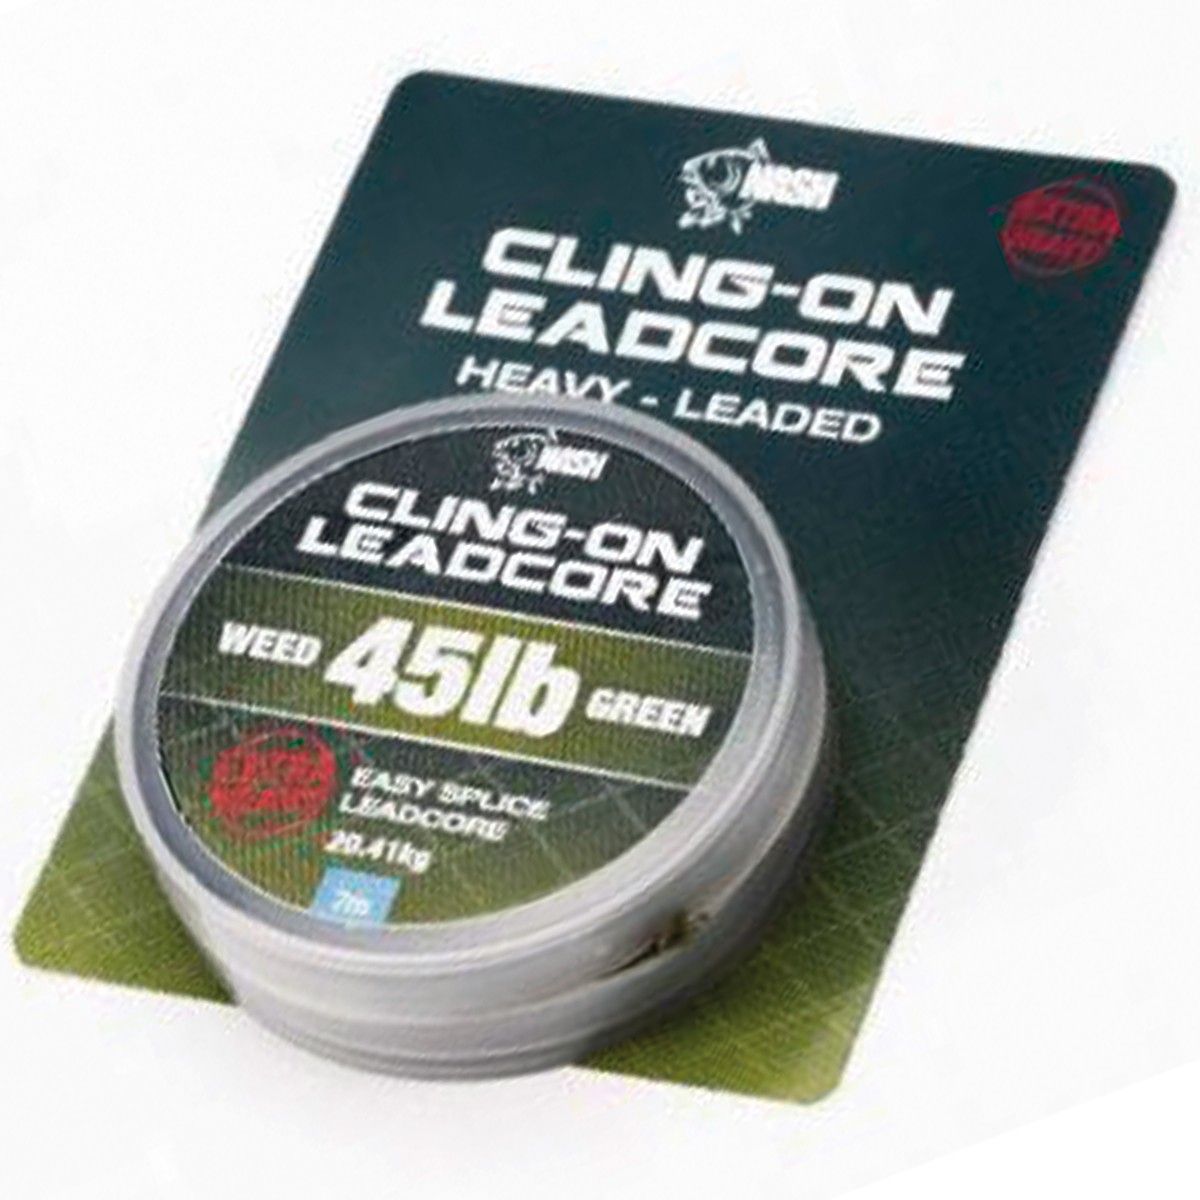 NASH
CLING-ON
LEADCORE
HEAVY - LEADED
NASH
CLING-ON
LEADCORE
WEED 45lb GREEN
EASY SPLICE
LEADCORE
20.41kg
7m